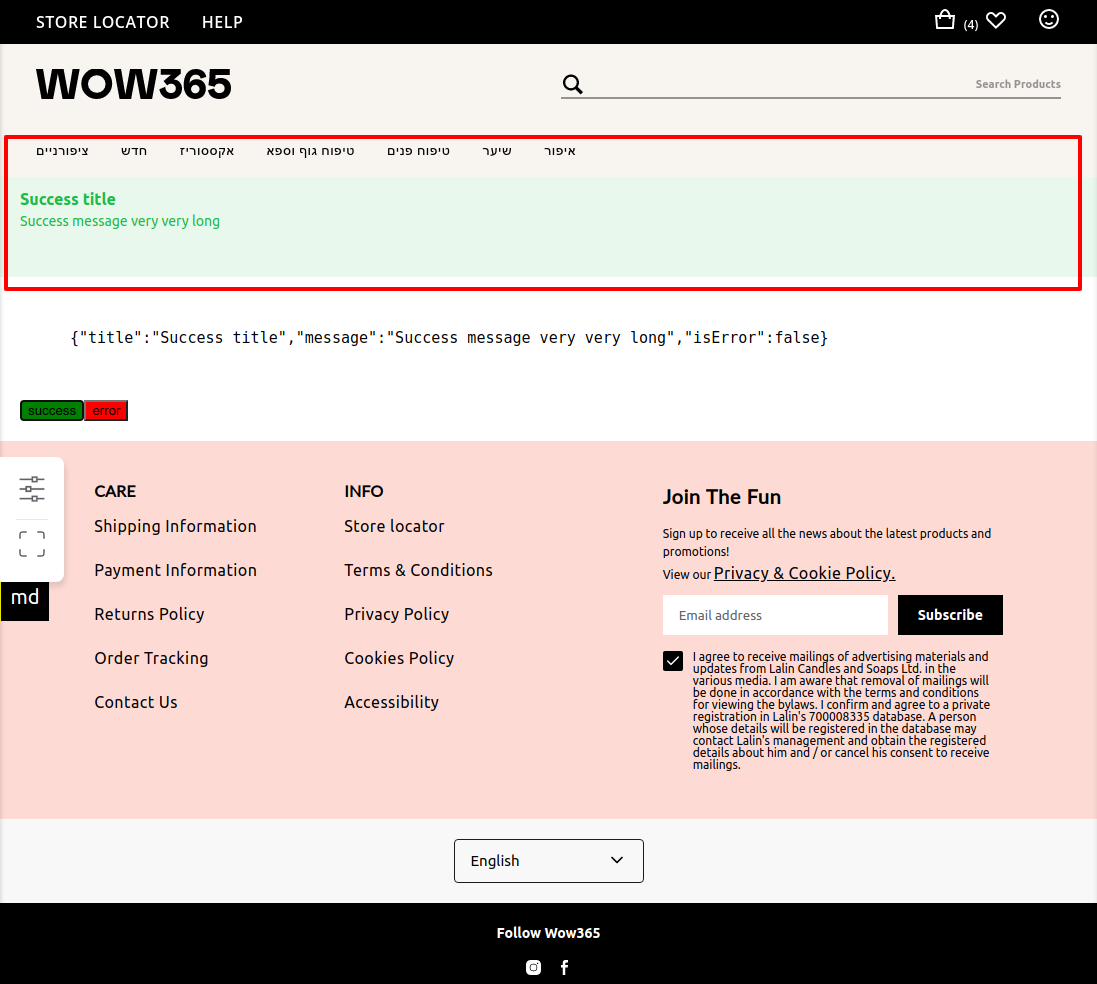 STORE LOCATOR HELP (4)
WOW365
Search Products
ציפורניים חדש אקססוריז טיפוח גוף וספא טיפוח פנים שיער איפור
Success title
Success message very very long
{"title":"Success title","message":"Success message very very long","isError":false}
success error
CARE
Shipping Information
Payment Information
Returns Policy
Order Tracking
Contact Us
INFO
Store locator
Terms & Conditions
Privacy Policy
Cookies Policy
Accessibility
md
Join The Fun
Sign up to receive all the news about the latest products and
promotions!
View our Privacy & Cookie Policy.
Email address
Subscribe
I agree to receive mailings of advertising materials and
updates from Lalin Candles and Soaps Ltd. in the
various media. I am aware that removal of mailings will
be done in accordance with the terms and conditions
for viewing the bylaws. I confirm and agree to a private
registration in Lalin's 700008335 database. A person
whose details will be registered in the database may
contact Lalin's management and obtain the registered
details about him and / or cancel his consent to receive
mailings.
English
Follow Wow365